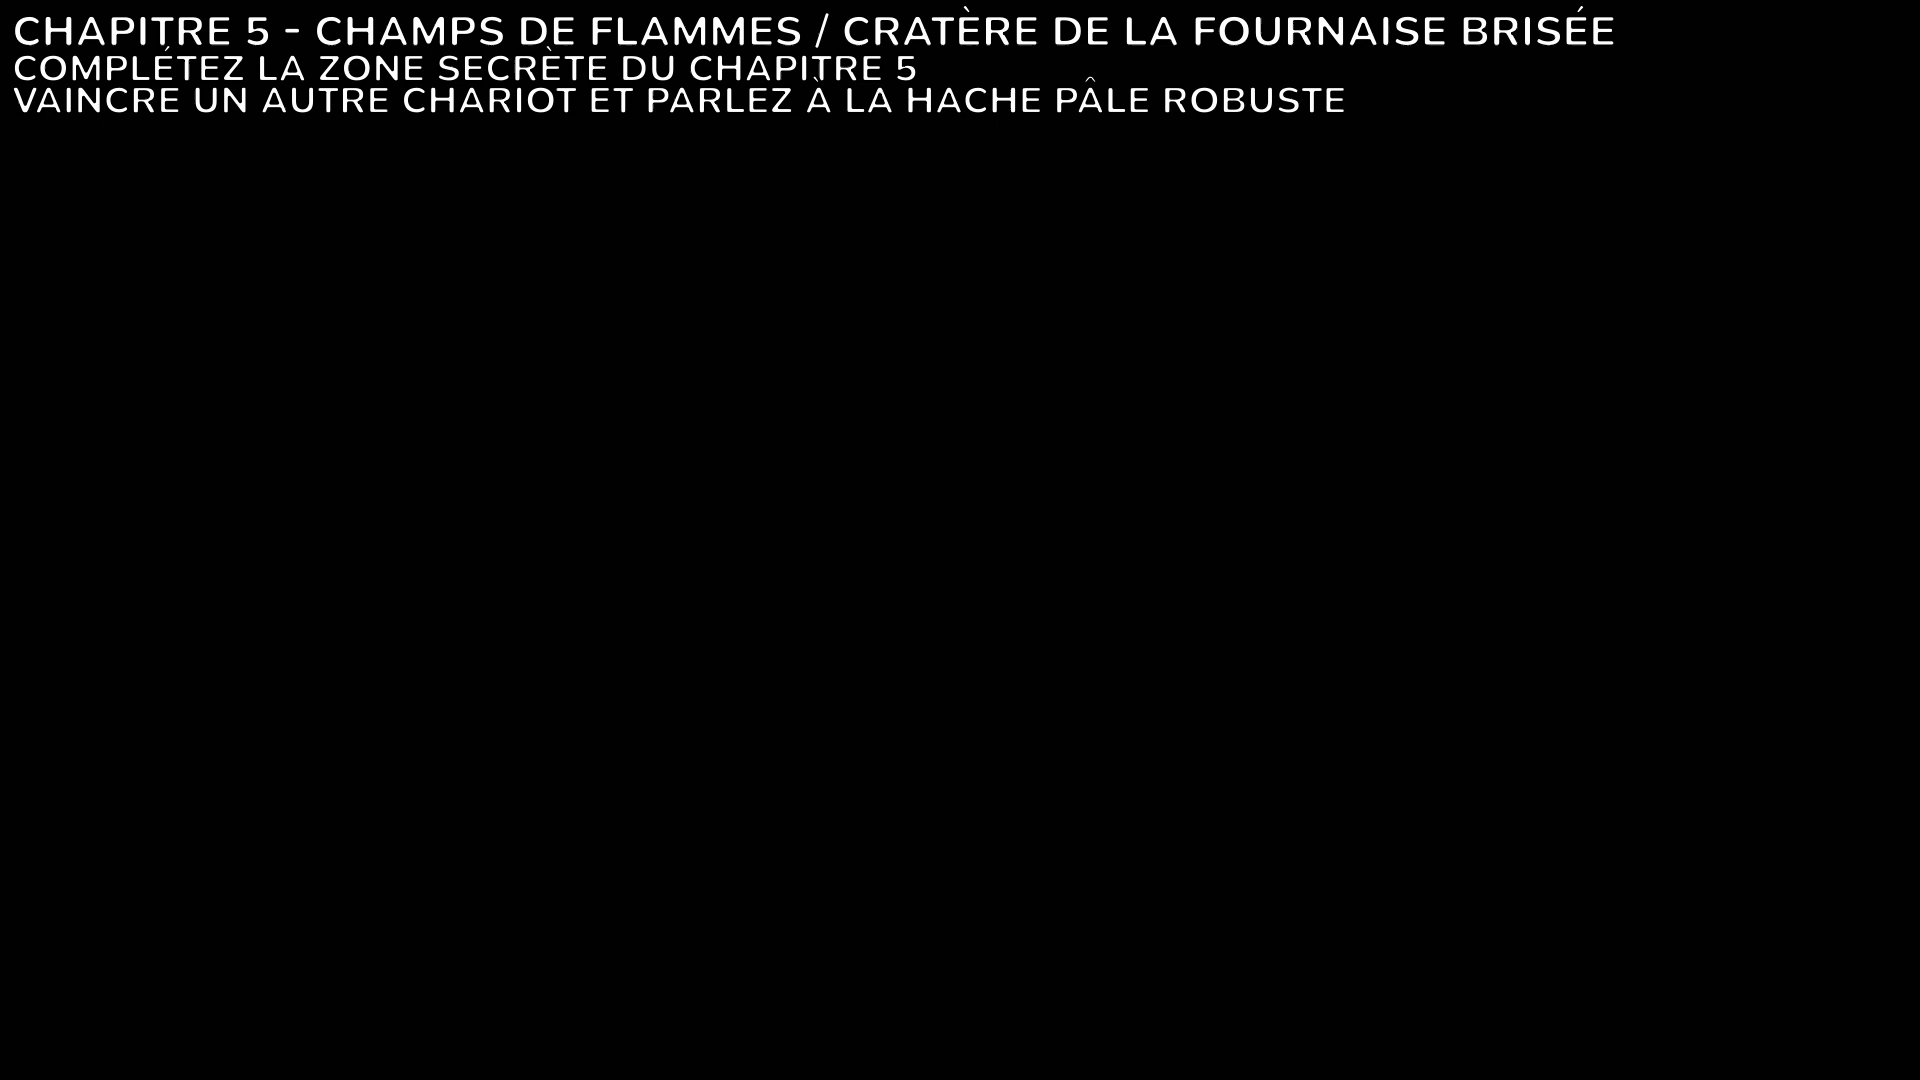 CHAPITRE 5 - CHAMPS DE FLAMMES / CRATÈRE DE LA FOURNAISE BRISÉE
COMPLÉTEZ LA ZONE SECRÈTE DU CHAPITRE 5
VAINCRE UN AUTRE CHARIOT ET PARLEZ À LA HACHE PÂLE ROBUSTE